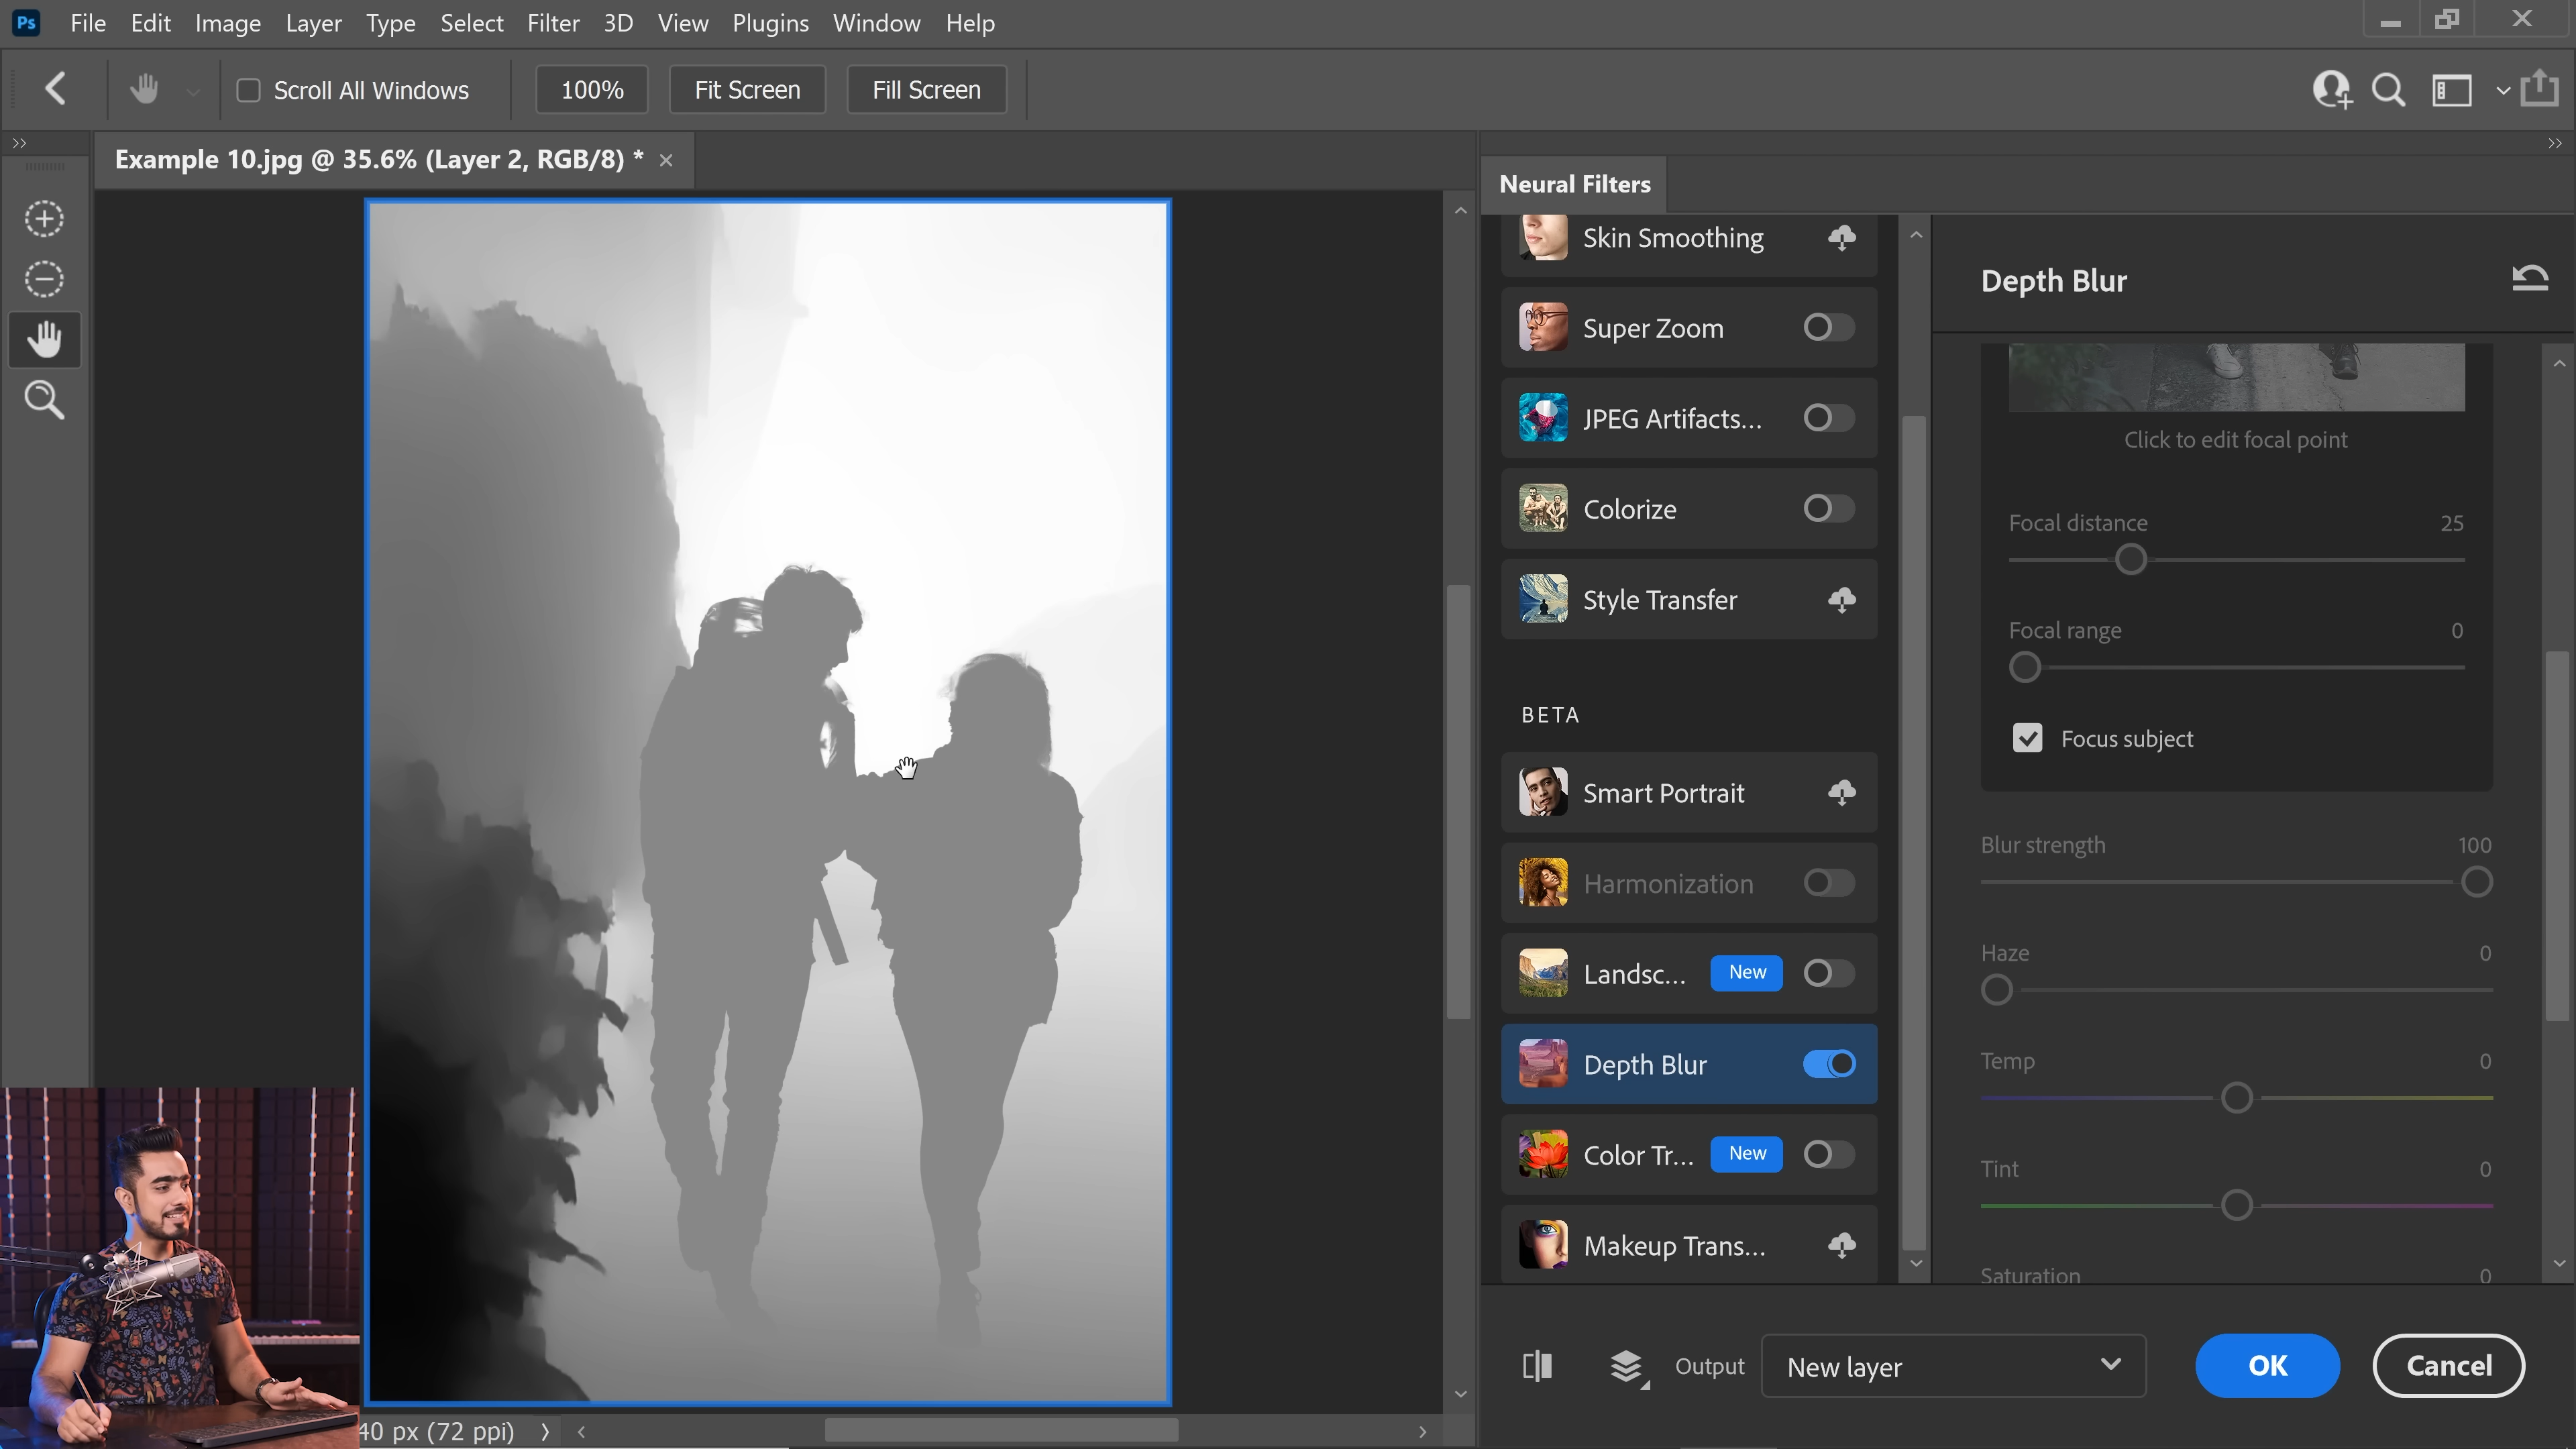 Ps File Edit Image Layer Type Select Filter 3D View Plugins Window Help
Scroll All Windows 100% Fit Screen Fill Screen
Example 10.jpg @ 35.6% (Layer 2, RGB/8) *
Neural Filters
Skin Smoothing
Super Zoom
JPEG Artifacts...
Colorize
Style Transfer
BETA
Smart Portrait
Harmonization
Landsc... New
Depth Blur
Color Tr... New
Makeup Trans...
Depth Blur
Click to edit focal point
Focal distance 25
Focal range 0
Focus subject
Blur strength 100
Haze 0
Temp 0
Tint 0
Saturation 0
Output New layer OK Cancel
40 px (72 ppi)